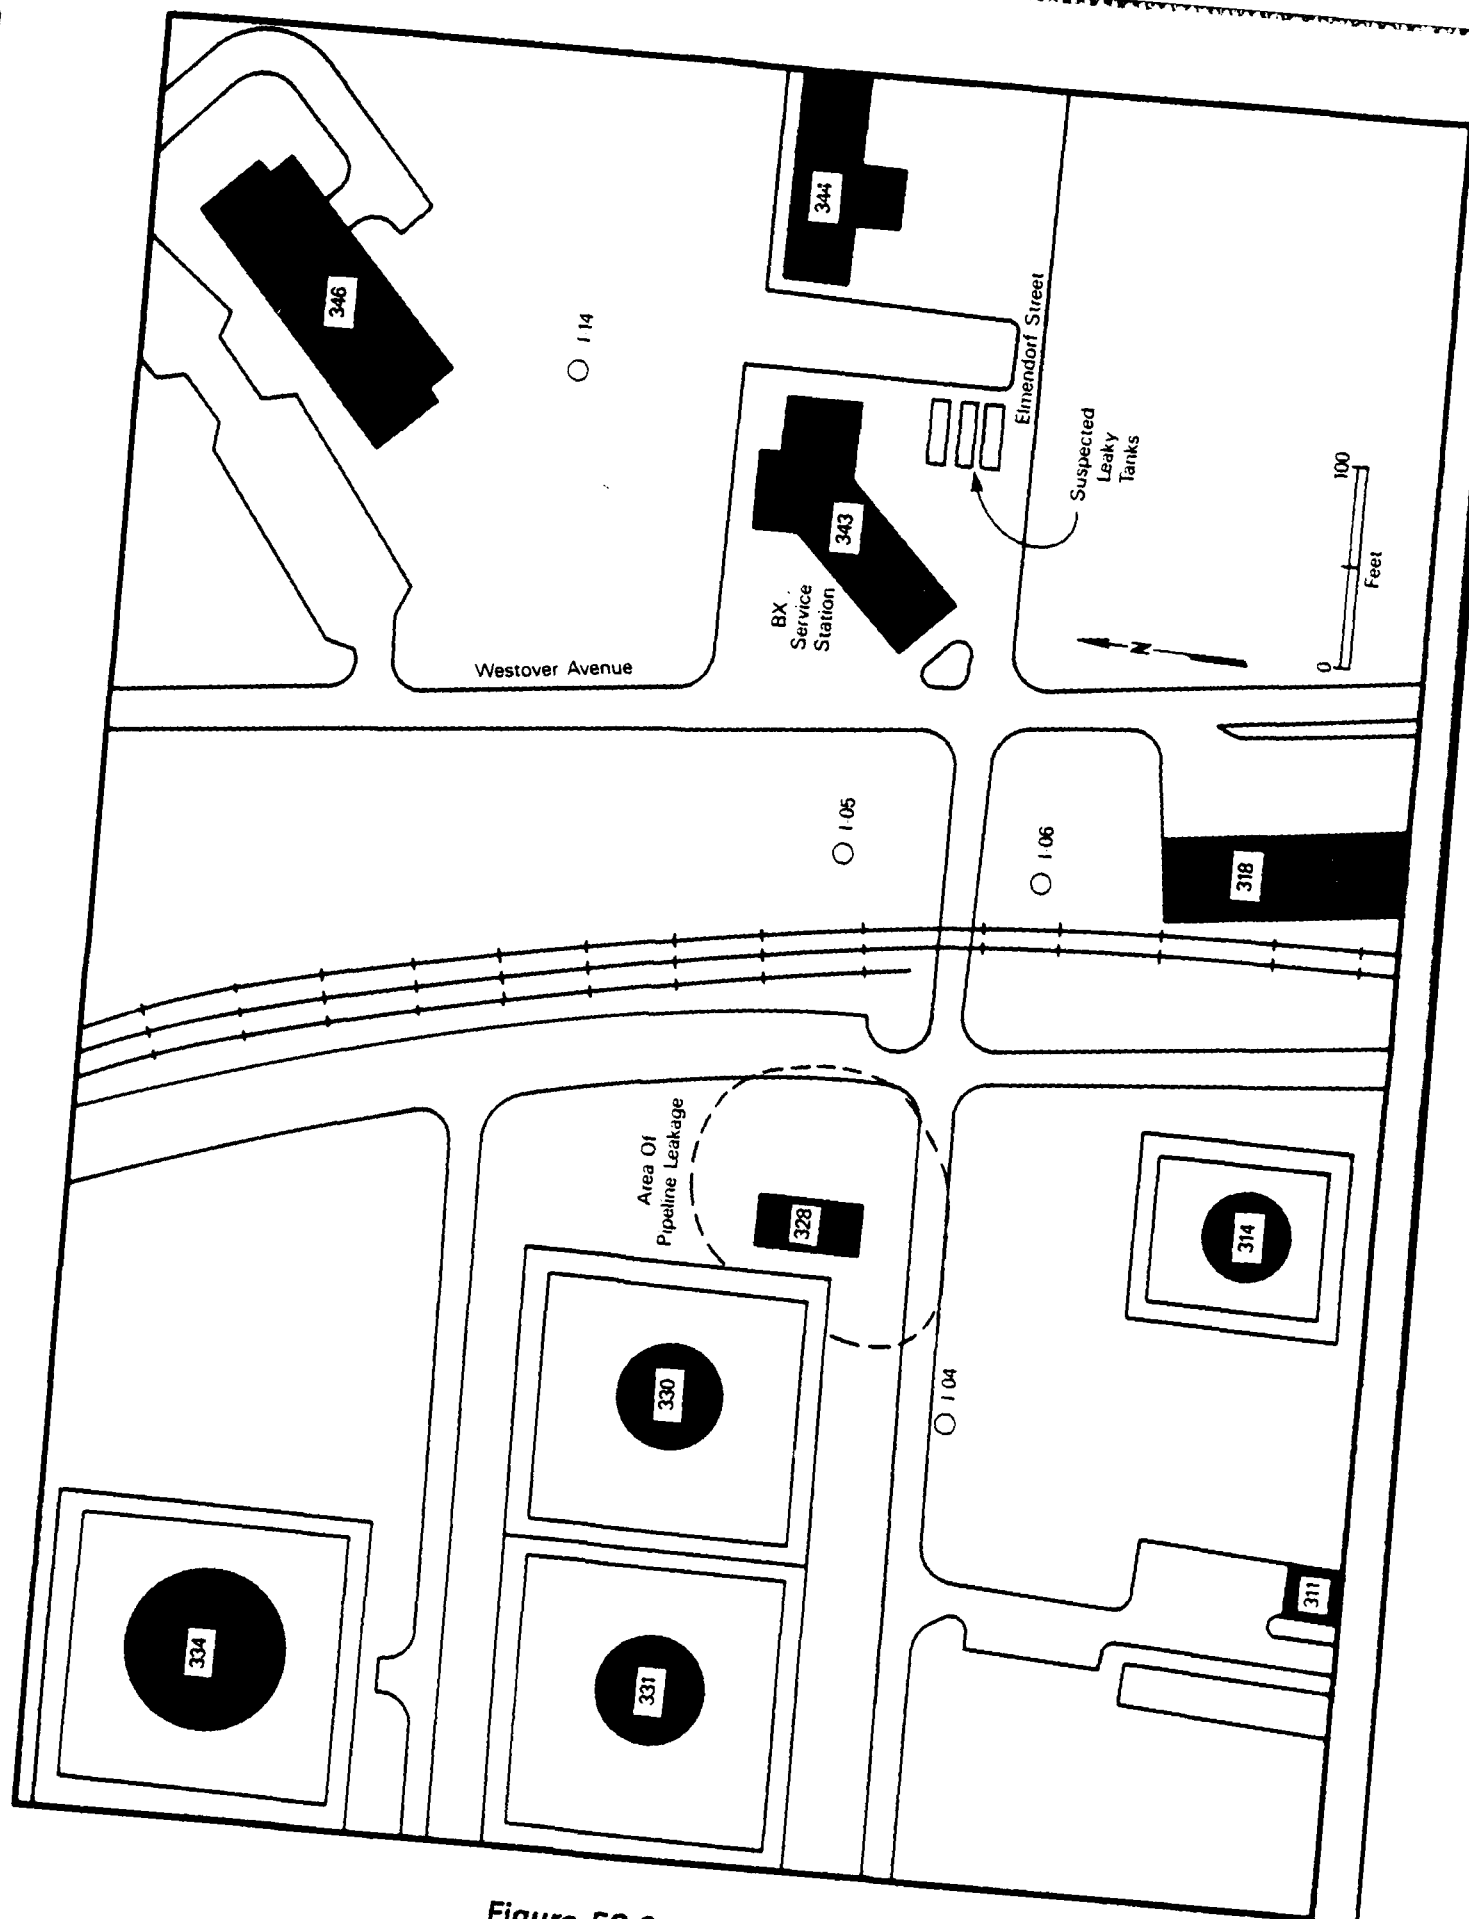 346
I-14
344
Elmendorf Street
Suspected
Leaky
Tanks
343
BX
Service
Station
Westover Avenue
N
0
100
Feet
I-05
I-06
318
Area Of
Pipeline Leakage
328
314
330
I-04
334
331
311